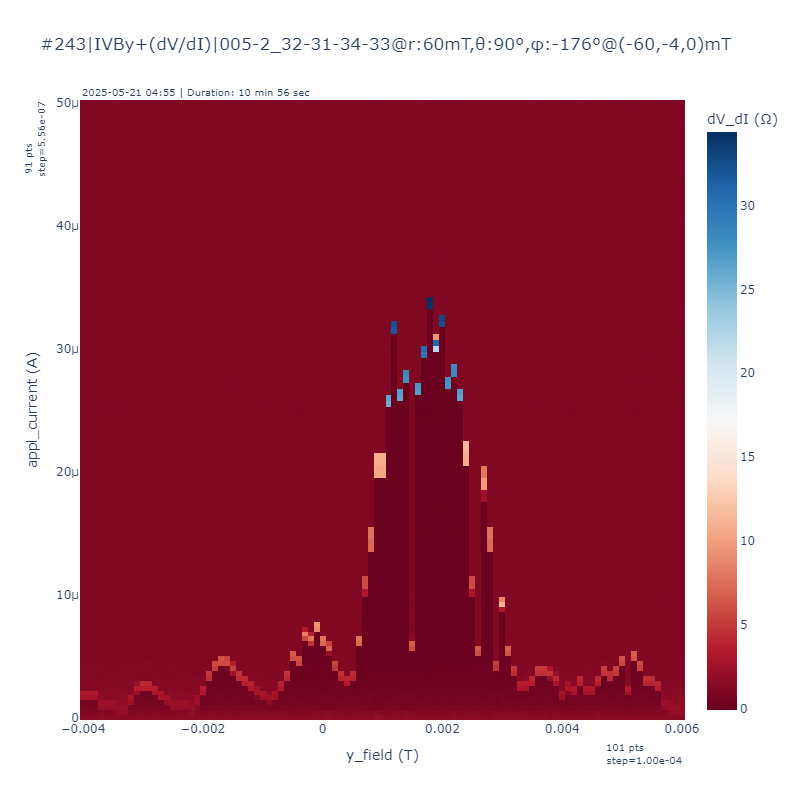 #243|IVBy+(dV/dI)|005-2_32-31-34-33@r:60mT,θ:90°,φ:-176°@(-60,-4,0)mT
2025-05-21 04:55 | Duration: 10 min 56 sec
91 pts
step=5.56e-07
dV_dI (Ω)
50μ
40μ
30μ
20μ
10μ
0
appl_current (A)
30
25
20
15
10
5
0
−0.004
−0.002
0
0.002
0.004
0.006
y_field (T)
101 pts
step=1.00e-04